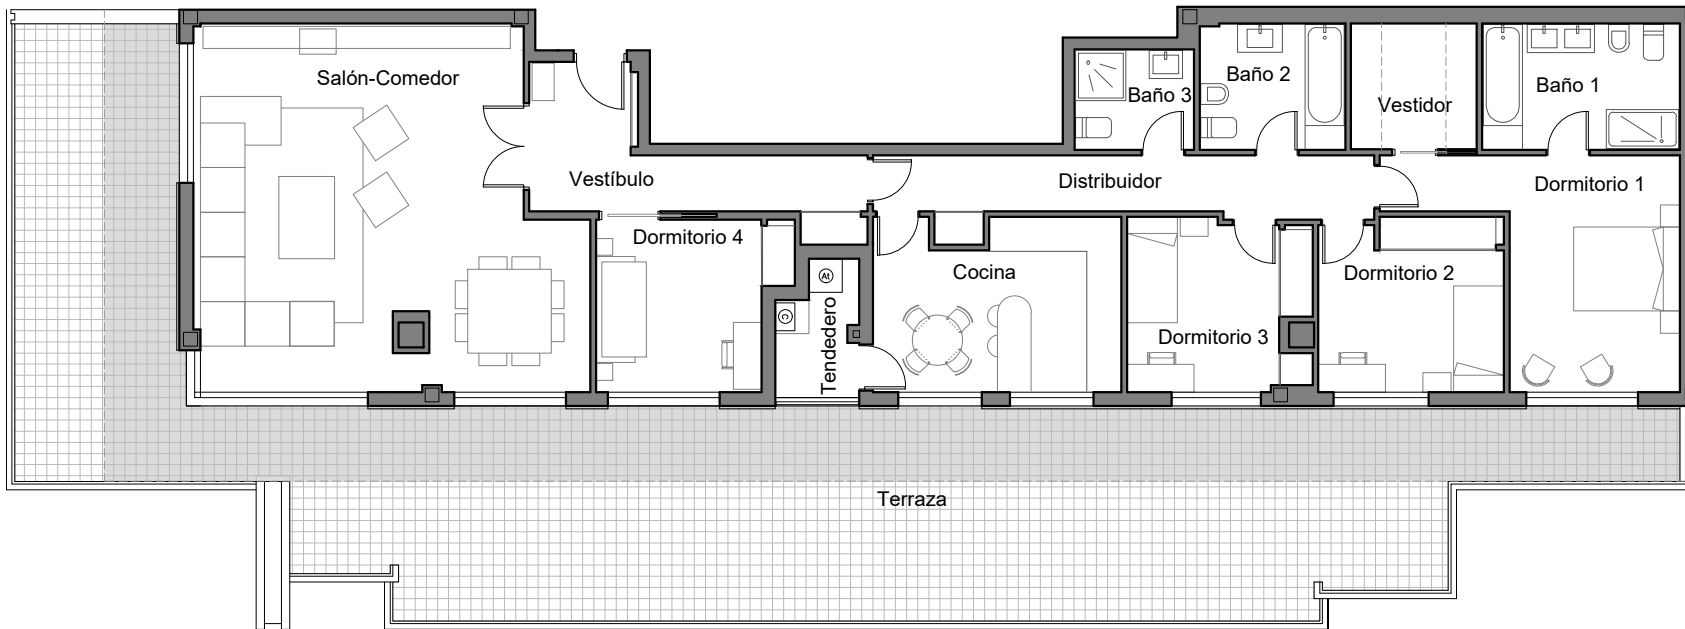 Salón-Comedor
Baño 2
Baño 1
Baño 3
Vestidor
Vestíbulo
Distribuidor
Dormitorio 1
Dormitorio 4
Cocina
Dormitorio 2
At
C
Tendedero
Dormitorio 3
Terraza